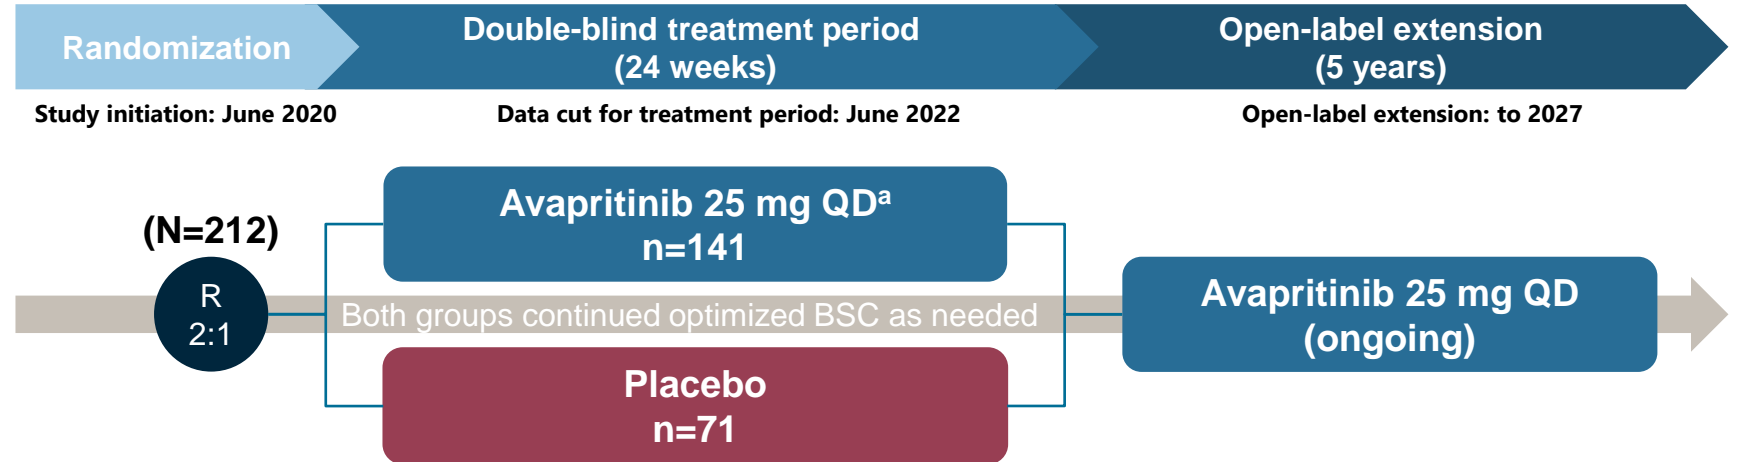 Randomization
Double-blind treatment period
(24 weeks)
Open-label extension
(5 years)
Study initiation: June 2020
Data cut for treatment period: June 2022
Open-label extension: to 2027
(N=212)
R
2:1
Avapritinib 25 mg QDᵃ
n=141
Both groups continued optimized BSC as needed
Placebo
n=71
Avapritinib 25 mg QD
(ongoing)